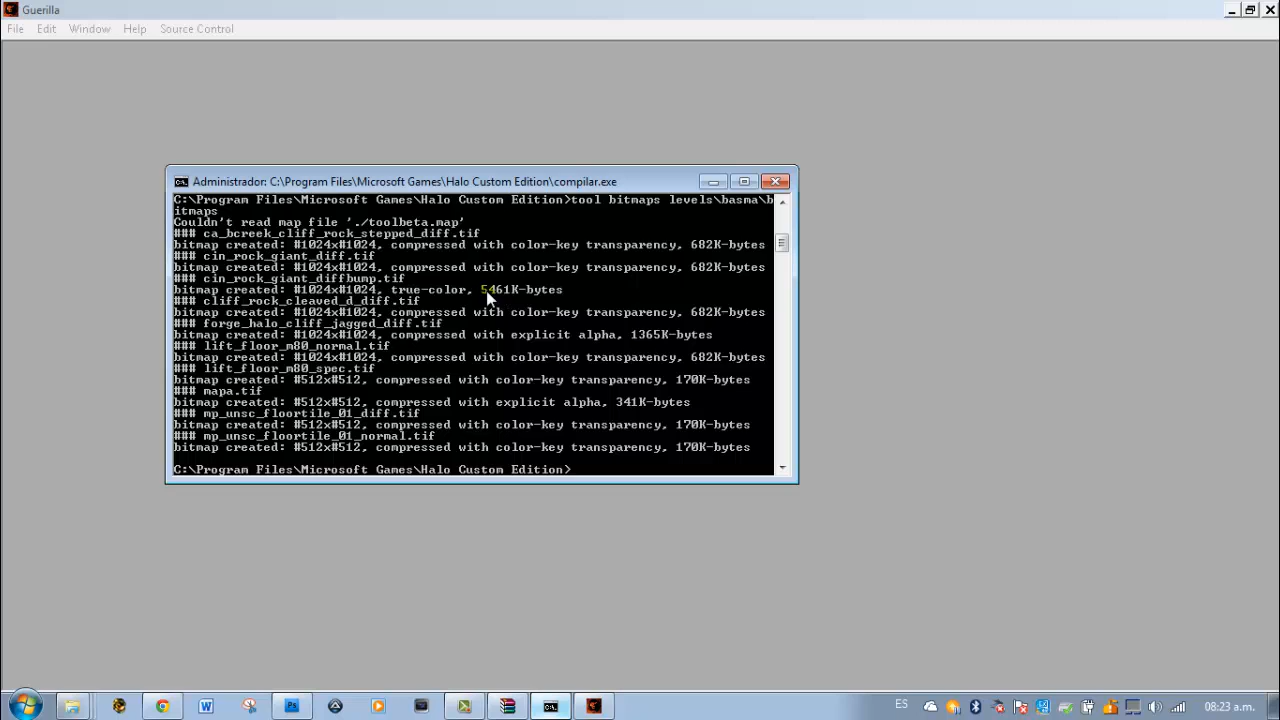 Guerilla
File Edit Window Help Source Control
Administrador: C:\Program Files\Microsoft Games\Halo Custom Edition\compilar.exe
C:\Program Files\Microsoft Games\Halo Custom Edition>tool bitmaps levels\basma\b
itmaps
Couldn't read map file './toolbeta.map'
### ca_bcreek_cliff_rock_stepped_diff.tif
bitmap created: #1024x#1024, compressed with color-key transparency, 682K-bytes
### cin_rock_giant_diff.tif
bitmap created: #1024x#1024, compressed with color-key transparency, 682K-bytes
### cin_rock_giant_diffbump.tif
bitmap created: #1024x#1024, true-color, 5461K-bytes
### cliff_rock_cleaved_d_diff.tif
bitmap created: #1024x#1024, compressed with color-key transparency, 682K-bytes
### forge_halo_cliff_jagged_diff.tif
bitmap created: #1024x#1024, compressed with explicit alpha, 1365K-bytes
### lift_floor_m80_normal.tif
bitmap created: #1024x#1024, compressed with color-key transparency, 682K-bytes
### lift_floor_m80_spec.tif
bitmap created: #512x#512, compressed with color-key transparency, 170K-bytes
### mapa.tif
bitmap created: #512x#512, compressed with explicit alpha, 341K-bytes
### mp_unsc_floortile_01_diff.tif
bitmap created: #512x#512, compressed with color-key transparency, 170K-bytes
### mp_unsc_floortile_01_normal.tif
bitmap created: #512x#512, compressed with color-key transparency, 170K-bytes
C:\Program Files\Microsoft Games\Halo Custom Edition>
ES 08:23 a.m.